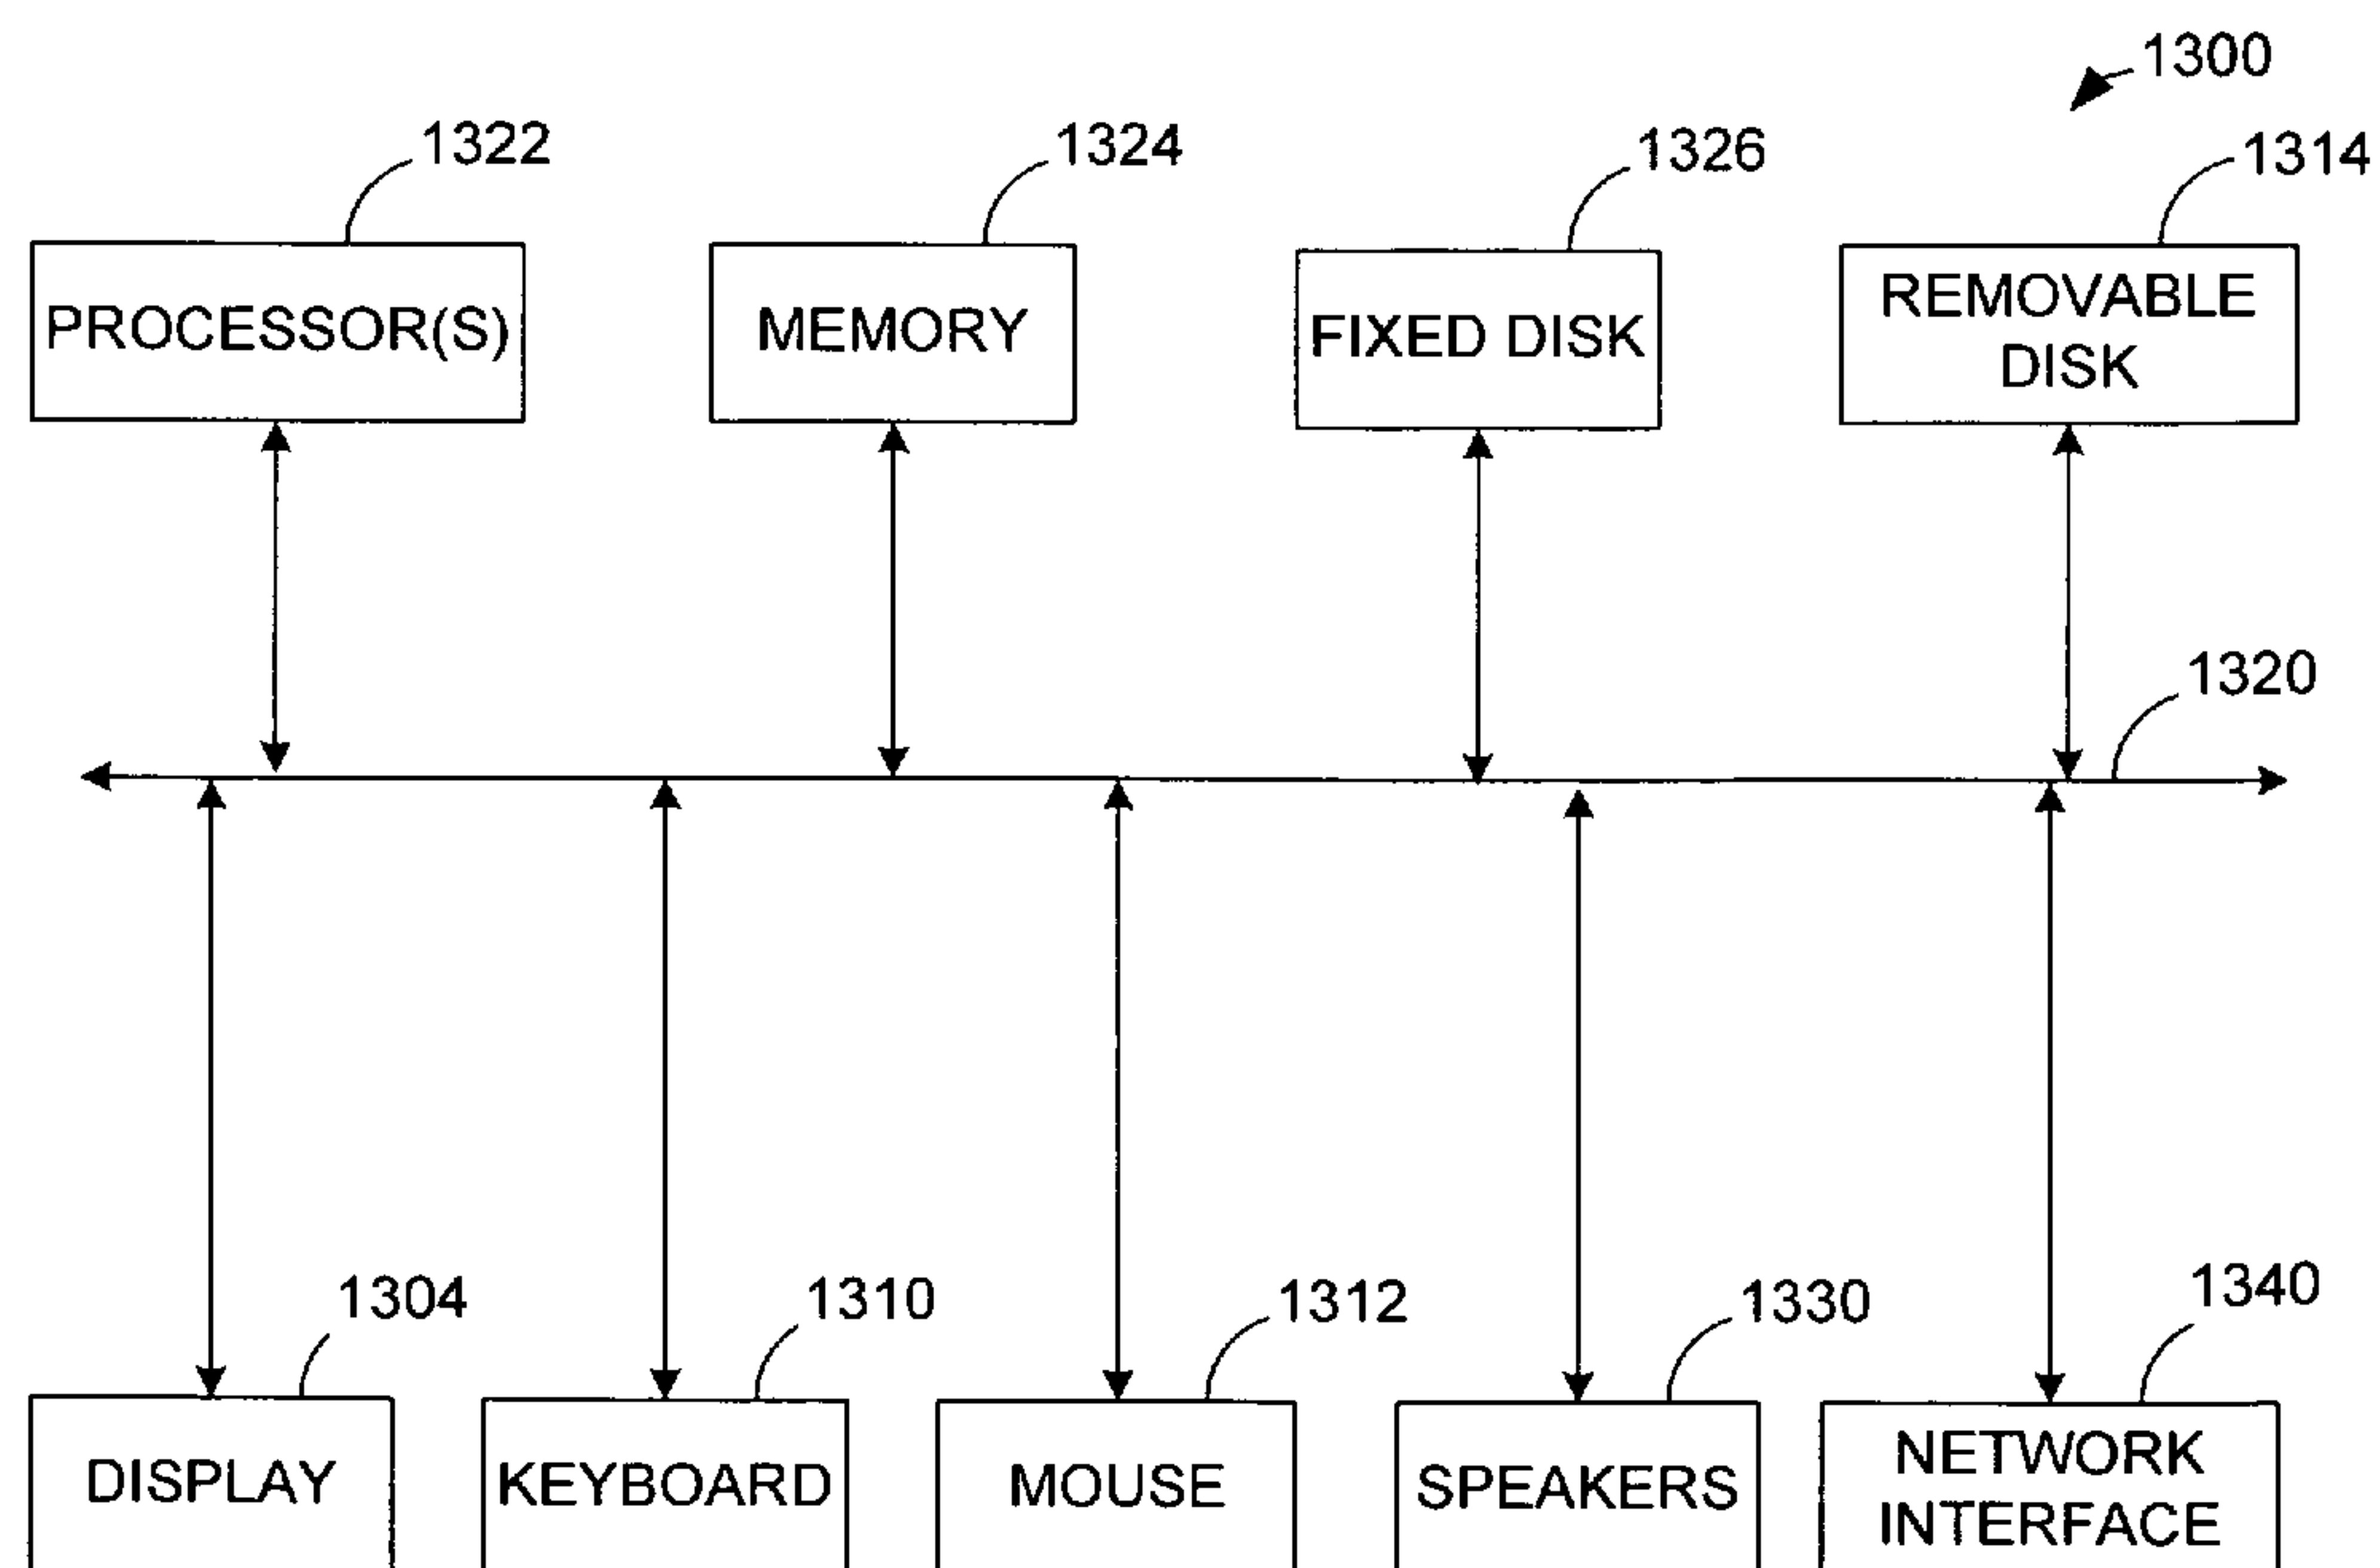 1300
1322
1324
1326
1314
PROCESSOR(S)
MEMORY
FIXED DISK
REMOVABLE
DISK
1320
1304
1310
1312
1330
1340
DISPLAY
KEYBOARD
MOUSE
SPEAKERS
NETWORK
INTERFACE